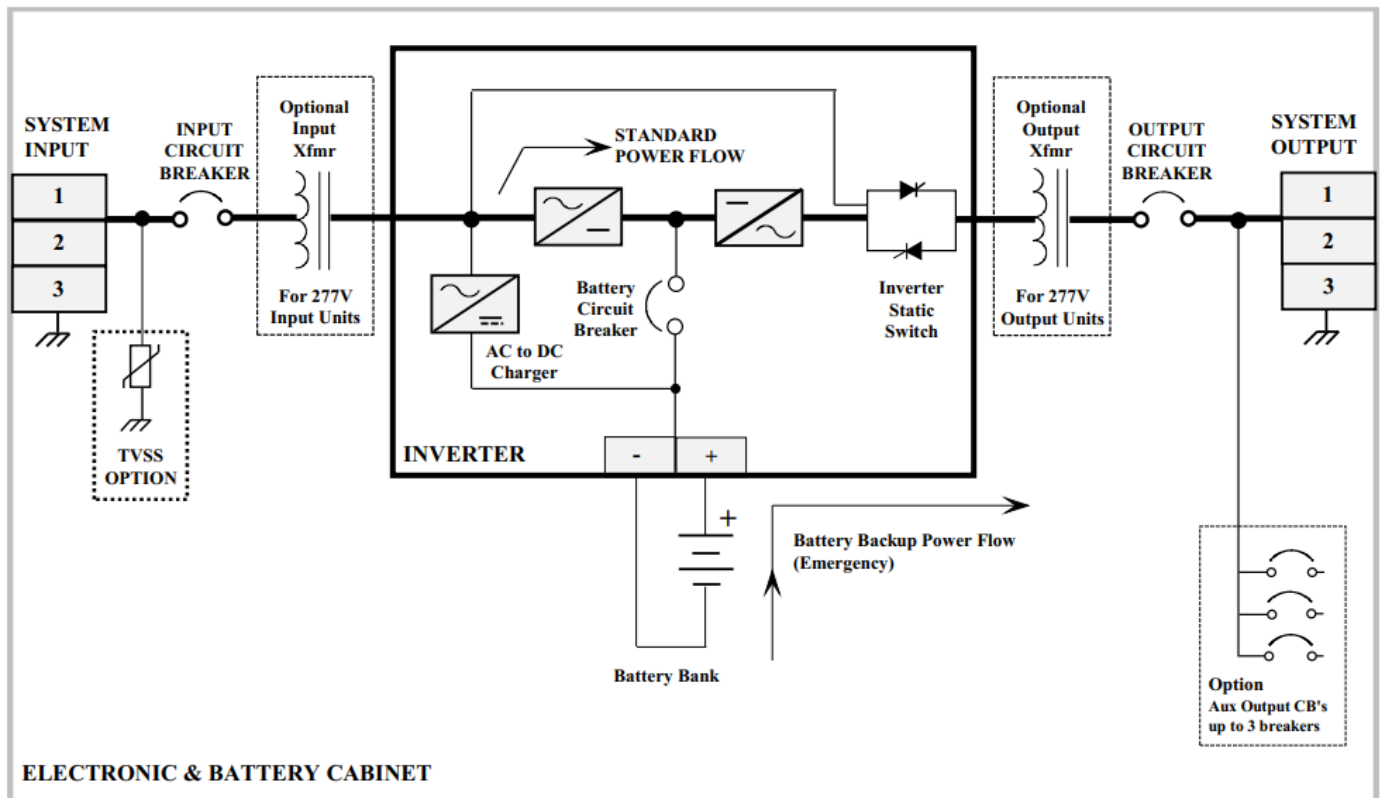 SYSTEM
INPUT
1
2
3
INPUT
CIRCUIT
BREAKER
TVSS
OPTION
Optional
Input
Xfmr
For 277V
Input Units
STANDARD
POWER FLOW
AC to DC
Charger
Battery
Circuit
Breaker
Inverter
Static
Switch
INVERTER
-
+
+
Battery Bank
Battery Backup Power Flow
(Emergency)
Optional
Output
Xfmr
For 277V
Output Units
OUTPUT
CIRCUIT
BREAKER
SYSTEM
OUTPUT
1
2
3
Option
Aux Output CB's
up to 3 breakers
ELECTRONIC & BATTERY CABINET